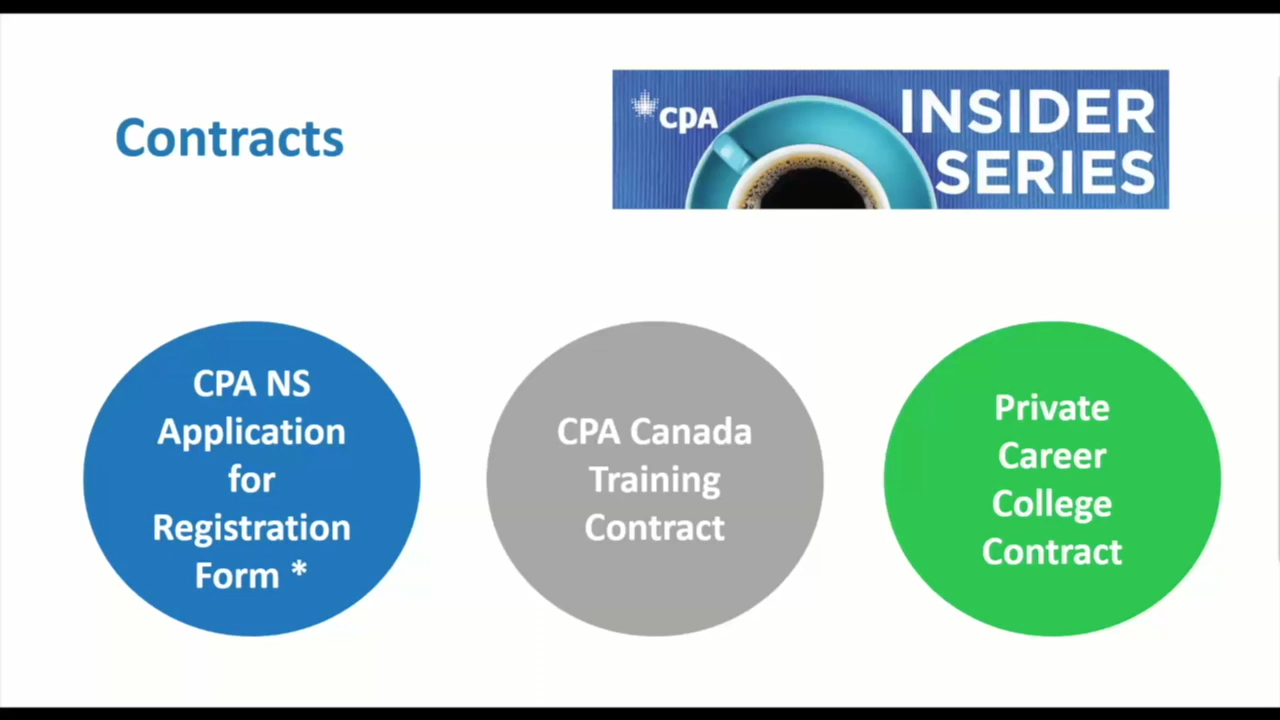 Contracts
CPA
INSIDER
SERIES
CPA NS
Application
for
Registration
Form *
CPA Canada
Training
Contract
Private
Career
College
Contract